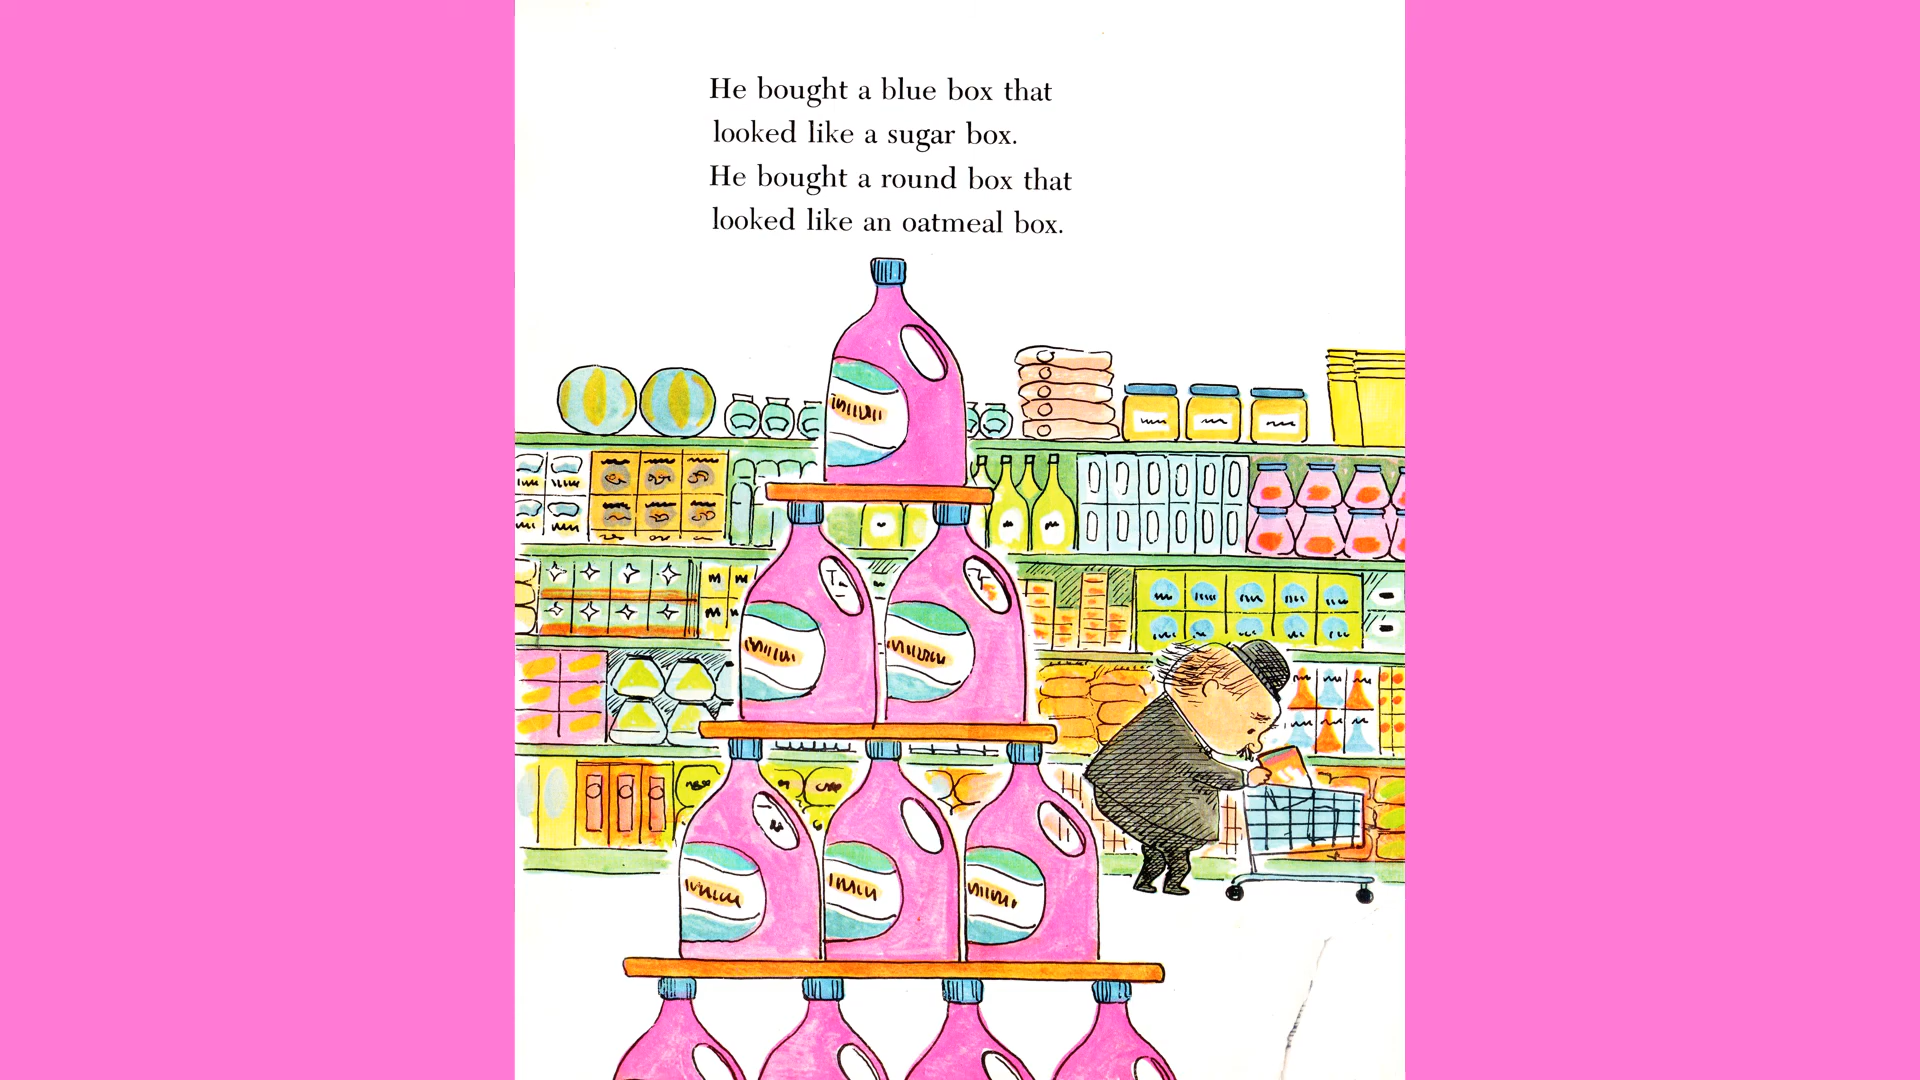 He bought a blue box that
looked like a sugar box.
He bought a round box that
looked like an oatmeal box.